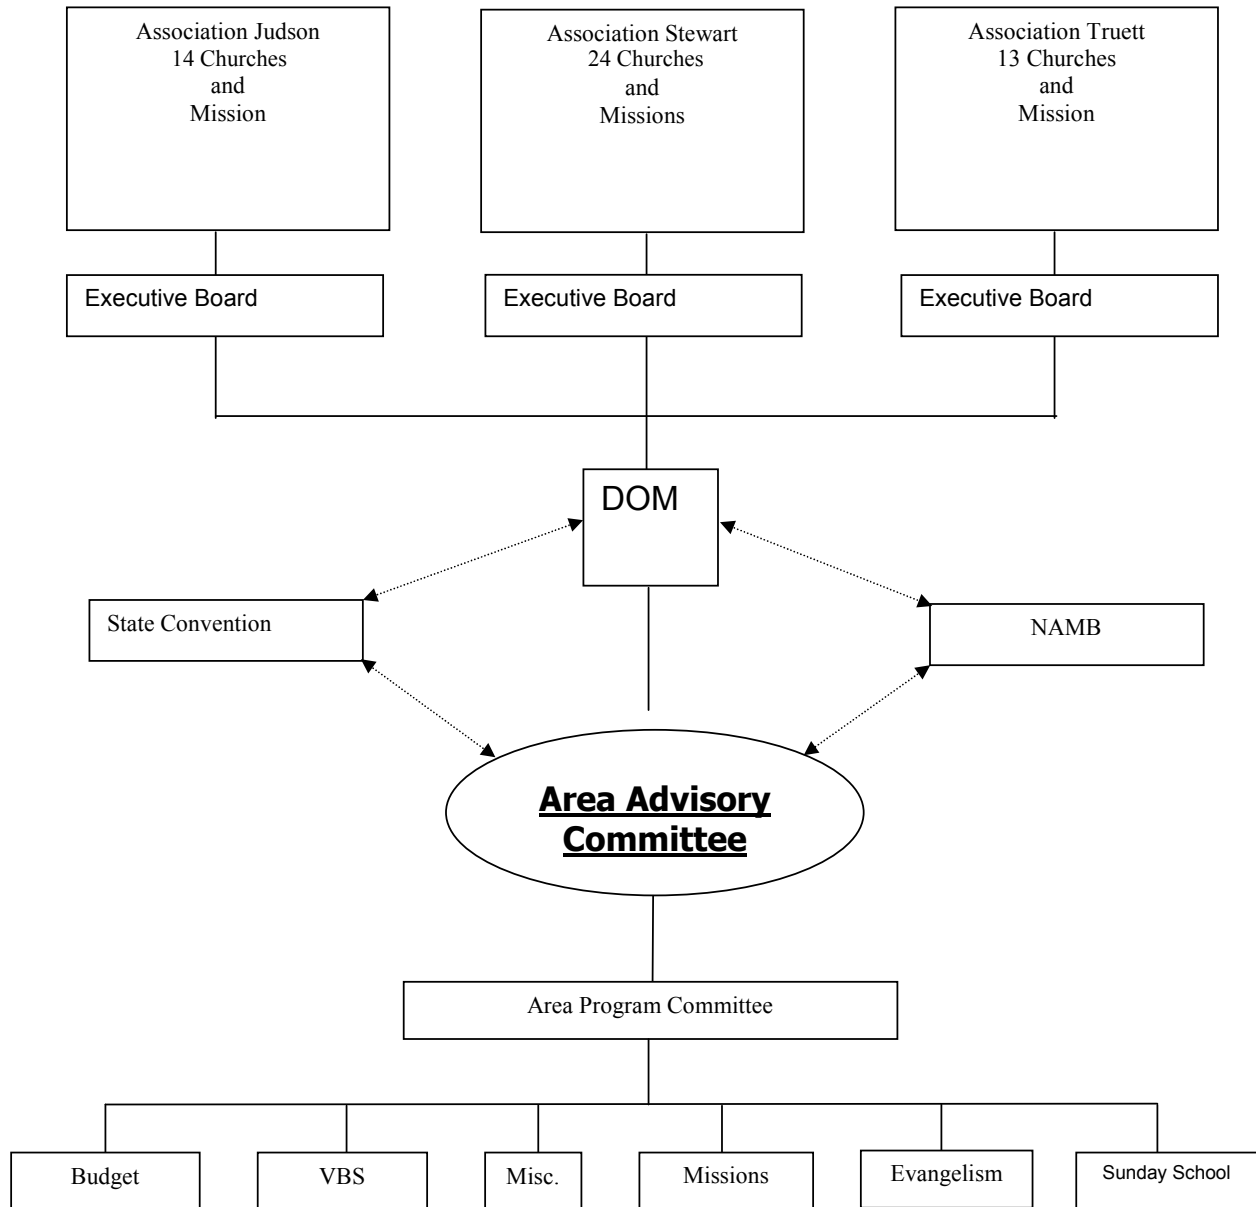 Association Judson
14 Churches
and
Mission
Association Stewart
24 Churches
and
Missions
Association Truett
13 Churches
and
Mission
Executive Board
Executive Board
Executive Board
DOM
State Convention
NAMB
Area Advisory
Committee
Area Program Committee
Budget
VBS
Misc.
Missions
Evangelism
Sunday School